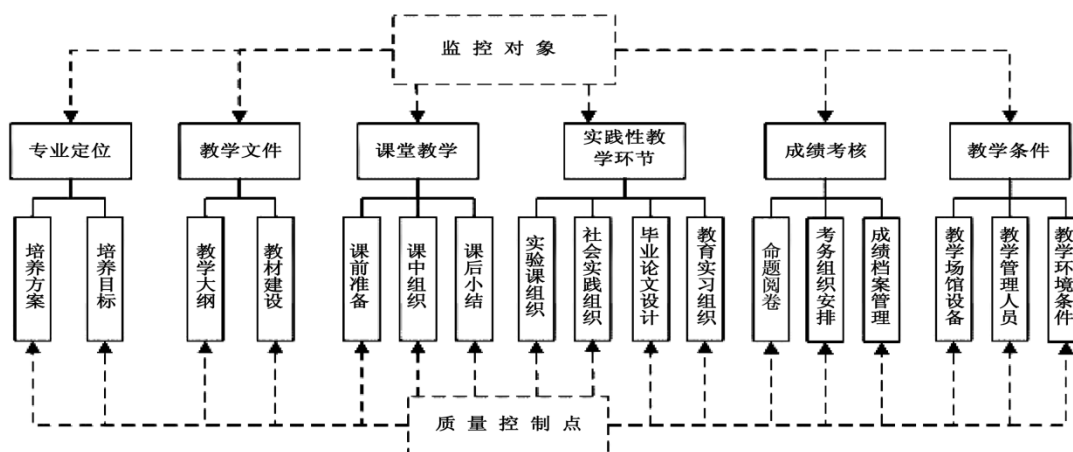 监控对象
专业定位
教学文件
课堂教学
实践性教
学环节
成绩考核
教学条件
培养方案
培养目标
教学大纲
教材建设
课前准备
课中组织
课后小结
实验课组织
社会实践组织
毕业论文设计
教育实习组织
命题阅卷
考务组织安排
成绩档案管理
教学场馆设备
教学管理人员
教学环境条件
质量控制点